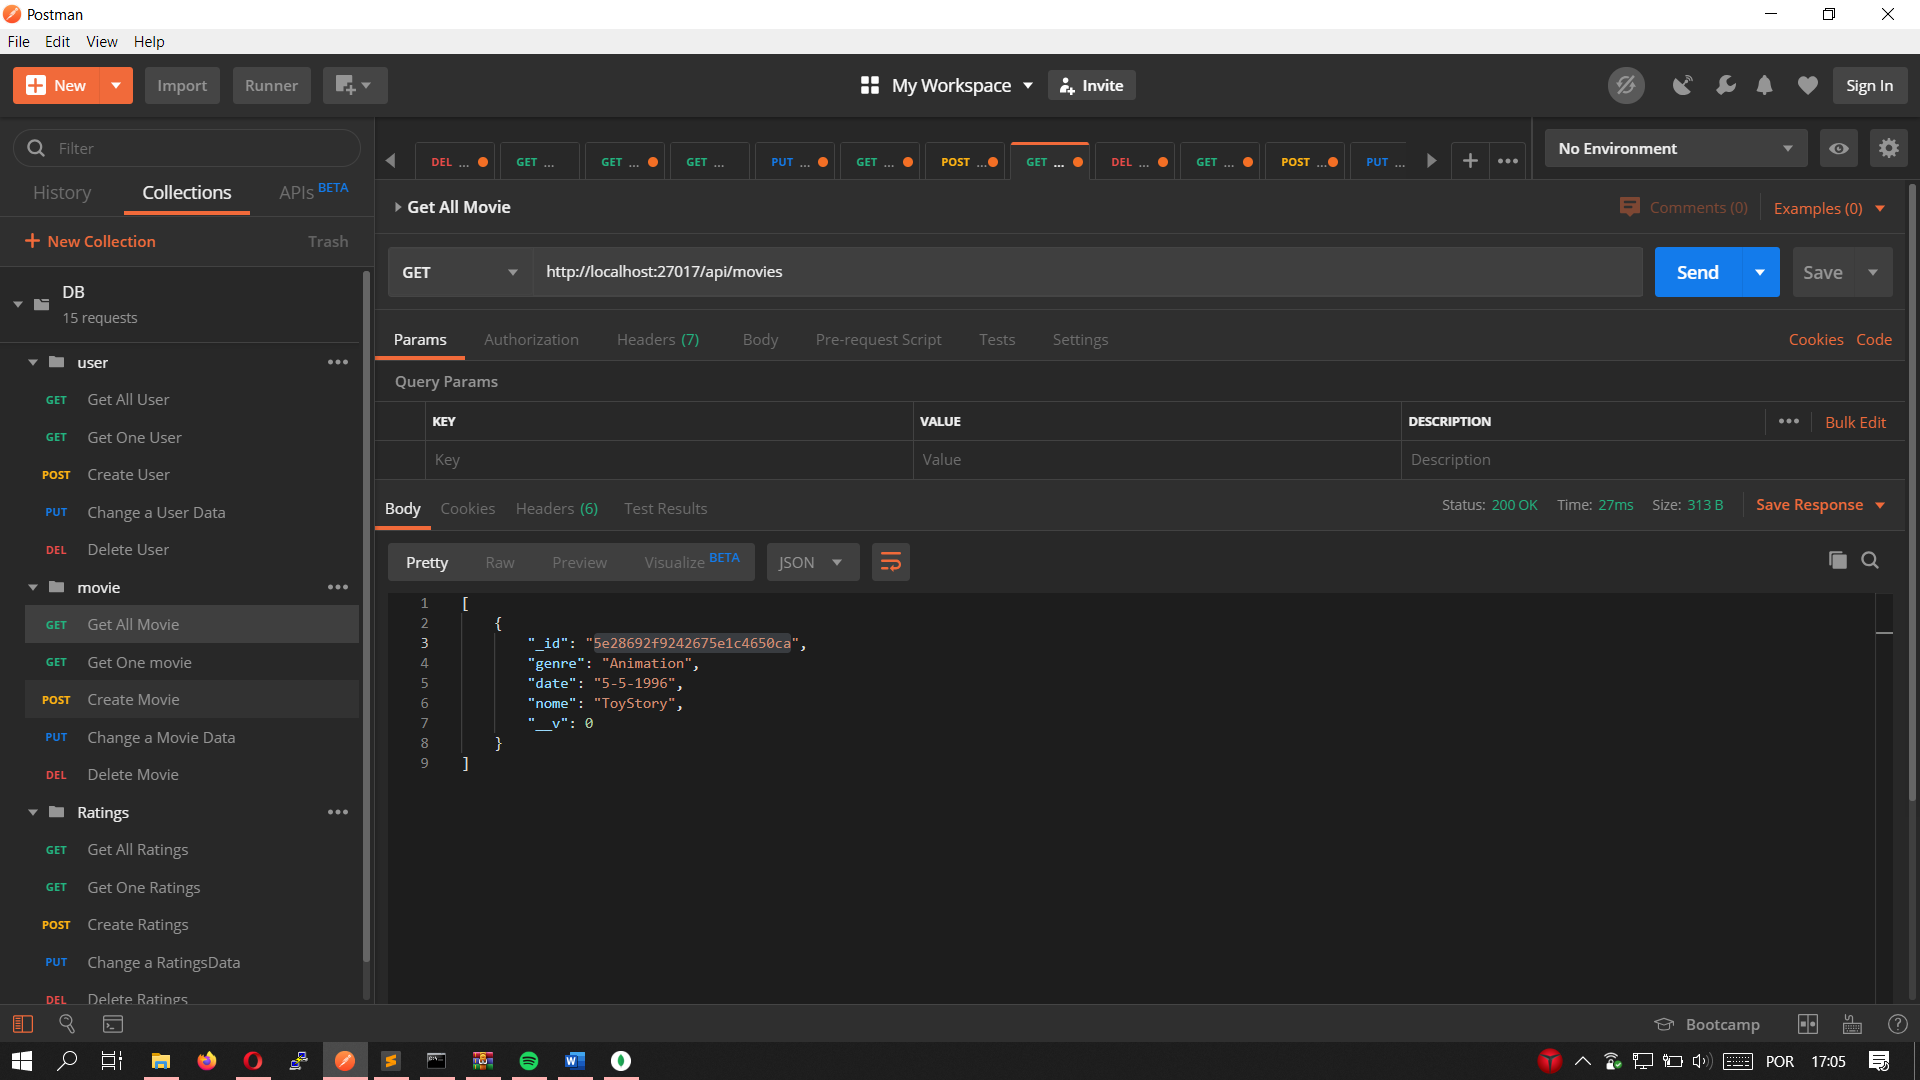 Postman
File Edit View Help
New Import Runner My Workspace Invite Sign In
Filter
History Collections APIs BETA
New Collection Trash
DB
15 requests
user
GET Get All User
GET Get One User
POST Create User
PUT Change a User Data
DEL Delete User
movie
GET Get All Movie
GET Get One movie
POST Create Movie
PUT Change a Movie Data
DEL Delete Movie
Ratings
GET Get All Ratings
GET Get One Ratings
POST Create Ratings
PUT Change a RatingsData
DEL Delete Ratings
DEL ... GET ... GET ... GET ... PUT ... GET ... POST ... GET ... DEL ... GET ... POST ... PUT ...
No Environment
Get All Movie Comments (0) Examples (0)
GET http://localhost:27017/api/movies Send Save
Params Authorization Headers (7) Body Pre-request Script Tests Settings Cookies Code
Query Params
KEY VALUE DESCRIPTION Bulk Edit
Key Value Description
Body Cookies Headers (6) Test Results Status: 200 OK Time: 27ms Size: 313 B Save Response
Pretty Raw Preview Visualize BETA JSON
1 [
2 {
3 "_id": "5e28692f9242675e1c4650ca",
4 "genre": "Animation",
5 "date": "5-5-1996",
6 "nome": "ToyStory",
7 "__v": 0
8 }
9 ]
Bootcamp
POR 17:05